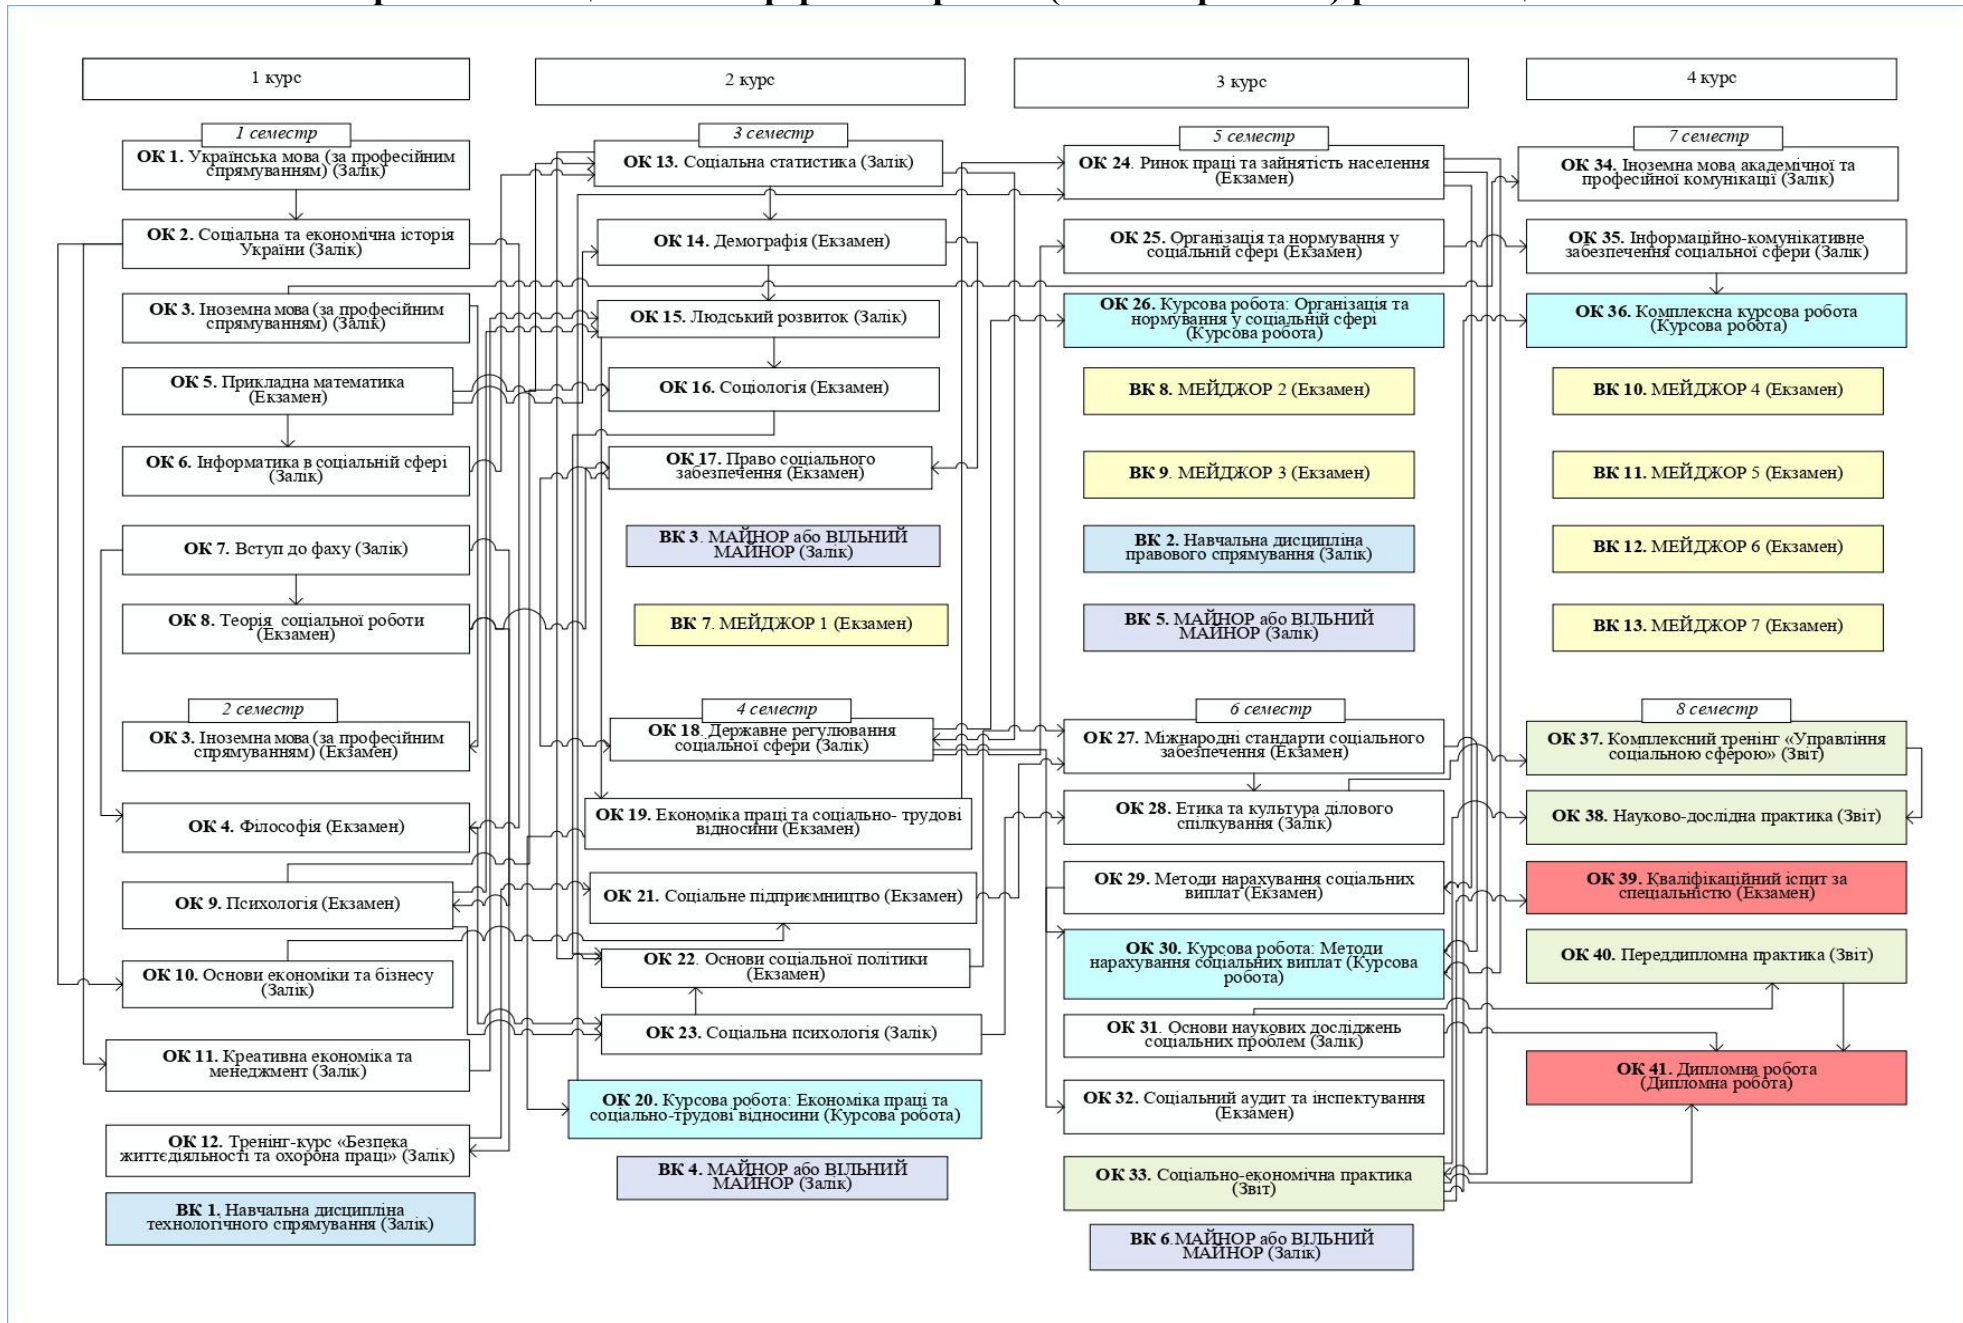 1 курс
2 курс
3 курс
4 курс
1 семестр
ОК 1. Українська мова (за професійним
спрямуванням) (Залік)
ОК 2. Соціальна та економічна історія
України (Залік)
ОК 3. Іноземна мова (за професійним
спрямуванням) (Залік)
ОК 5. Прикладна математика
(Екзамен)
ОК 6. Інформатика в соціальній сфері
(Залік)
ОК 7. Вступ до фаху (Залік)
ОК 8. Теорія соціальної роботи
(Екзамен)
2 семестр
ОК 3. Іноземна мова (за професійним
спрямуванням) (Екзамен)
ОК 4. Філософія (Екзамен)
ОК 9. Психологія (Екзамен)
ОК 10. Основи економіки та бізнесу
(Залік)
ОК 11. Креативна економіка та
менеджмент (Залік)
ОК 12. Тренінг-курс «Безпека
життєдіяльності та охорона праці» (Залік)
ВК 1. Навчальна дисципліна
технологічного спрямування (Залік)
3 семестр
ОК 13. Соціальна статистика (Залік)
ОК 14. Демографія (Екзамен)
ОК 15. Людський розвиток (Залік)
ОК 16. Соціологія (Екзамен)
ОК 17. Право соціального
забезпечення (Екзамен)
ВК 3. МАЙНОР або ВІЛЬНИЙ
МАЙНОР (Залік)
ВК 7. МЕЙДЖОР 1 (Екзамен)
4 семестр
ОК 18. Державне регулювання
соціальної сфери (Залік)
ОК 19. Економіка праці та соціально- трудові
відносини (Екзамен)
ОК 21. Соціальне підприємництво (Екзамен)
ОК 22. Основи соціальної політики
(Екзамен)
ОК 23. Соціальна психологія (Залік)
ОК 20. Курсова робота: Економіка праці та
соціально-трудові відносини (Курсова робота)
ВК 4. МАЙНОР або ВІЛЬНИЙ
МАЙНОР (Залік)
5 семестр
ОК 24. Ринок праці та зайнятість населення
(Екзамен)
ОК 25. Організація та нормування у
соціальній сфері (Екзамен)
ОК 26. Курсова робота: Організація та
нормування у соціальній сфері
(Курсова робота)
ВК 8. МЕЙДЖОР 2 (Екзамен)
ВК 9. МЕЙДЖОР 3 (Екзамен)
ВК 2. Навчальна дисципліна
правового спрямування (Залік)
ВК 5. МАЙНОР або ВІЛЬНИЙ
МАЙНОР (Залік)
6 семестр
ОК 27. Міжнародні стандарти соціального
забезпечення (Екзамен)
ОК 28. Етика та культура ділового
спілкування (Залік)
ОК 29. Методи нарахування соціальних
виплат (Екзамен)
ОК 30. Курсова робота: Методи
нарахування соціальних виплат (Курсова
робота)
ОК 31. Основи наукових досліджень
соціальних проблем (Залік)
ОК 32. Соціальний аудит та інспектування
(Екзамен)
ОК 33. Соціально-економічна практика
(Звіт)
ВК 6.МАЙНОР або ВІЛЬНИЙ
МАЙНОР (Залік)
7 семестр
ОК 34. Іноземна мова академічної та
професійної комунікації (Залік)
ОК 35. Інформаційно-комунікативне
забезпечення соціальної сфери (Залік)
ОК 36. Комплексна курсова робота
(Курсова робота)
ВК 10. МЕЙДЖОР 4 (Екзамен)
ВК 11. МЕЙДЖОР 5 (Екзамен)
ВК 12. МЕЙДЖОР 6 (Екзамен)
ВК 13. МЕЙДЖОР 7 (Екзамен)
8 семестр
ОК 37. Комплексний тренінг «Управління
соціальною сферою» (Звіт)
ОК 38. Науково-дослідна практика (Звіт)
ОК 39. Кваліфікаційний іспит за
спеціальністю (Екзамен)
ОК 40. Переддипломна практика (Звіт)
ОК 41. Дипломна робота
(Дипломна робота)